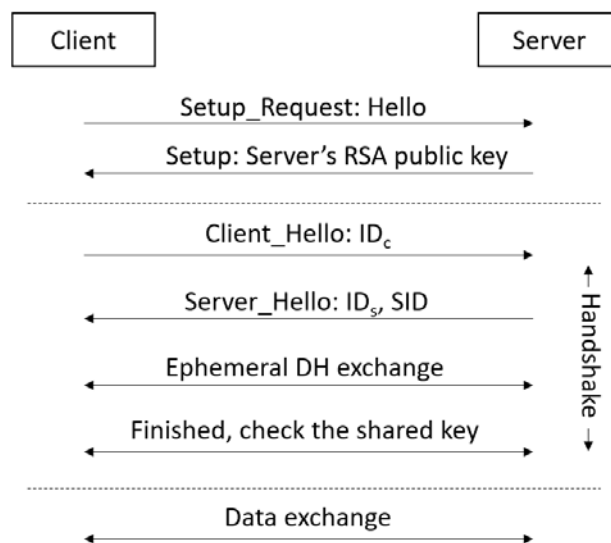 Client
Server
Setup_Request: Hello
Setup: Server's RSA public key
Client_Hello: IDc
Server_Hello: IDs, SID
Ephemeral DH exchange
Finished, check the shared key
Handshake
Data exchange